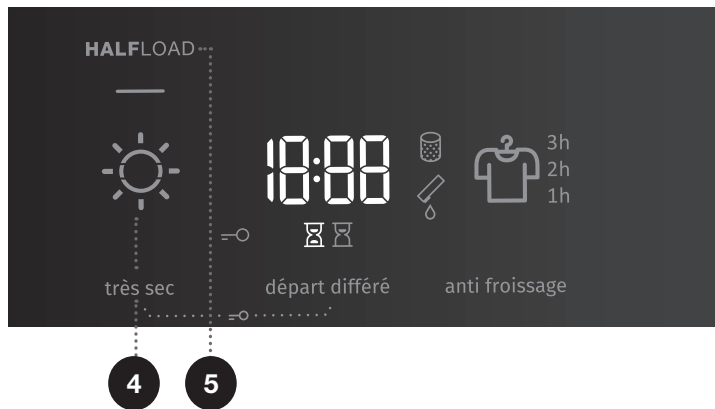 HALFLOAD
18:88
3h
2h
1h
très sec
départ différé
anti froissage
4
5